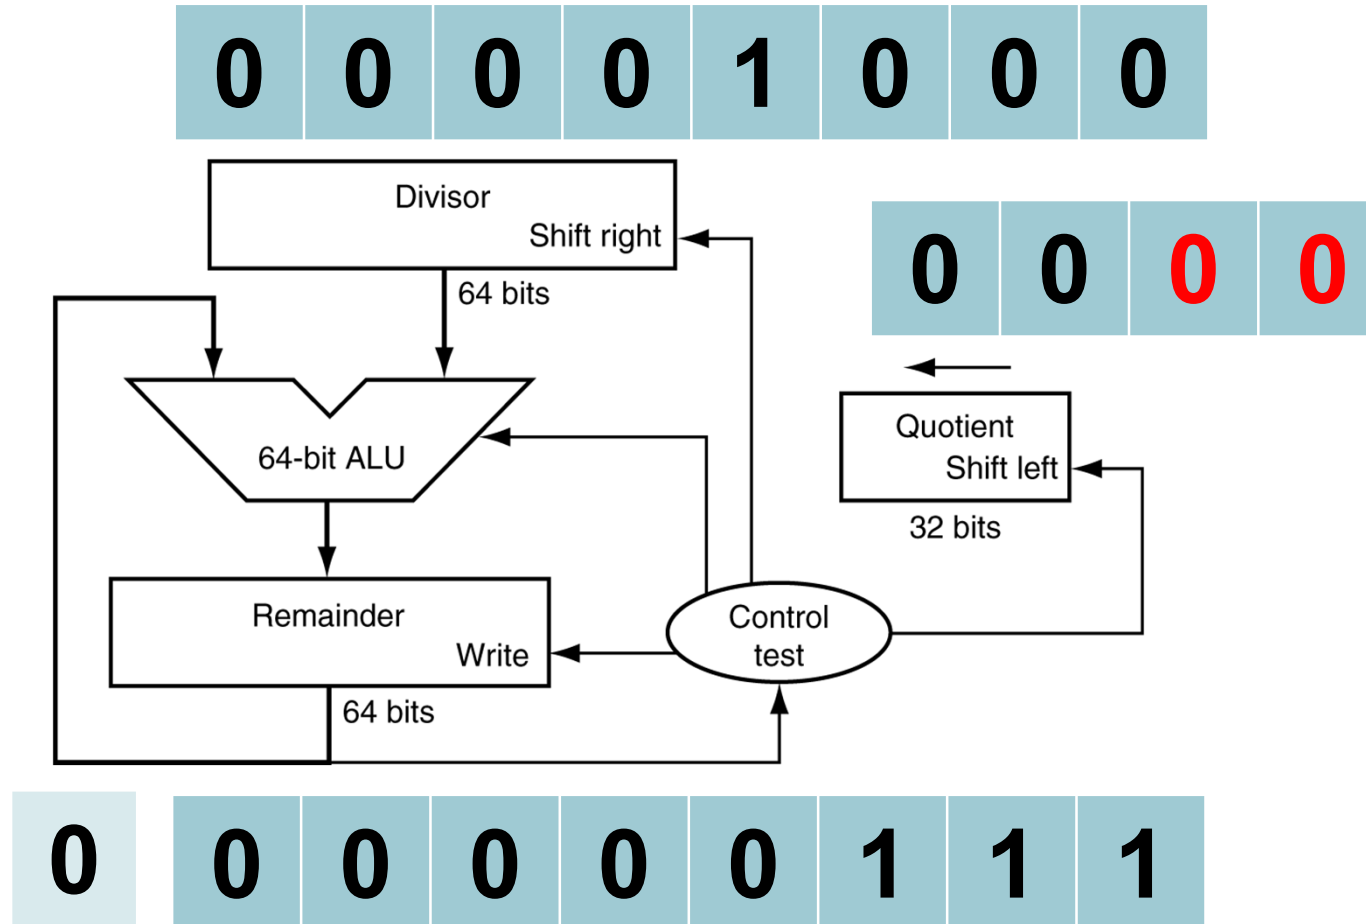 0 0 0 0 1 0 0 0
Divisor
Shift right
64 bits
0 0 0 0
64-bit ALU
Quotient
Shift left
32 bits
Remainder
Write
Control
test
64 bits
0 0 0 0 0 0 1 1 1